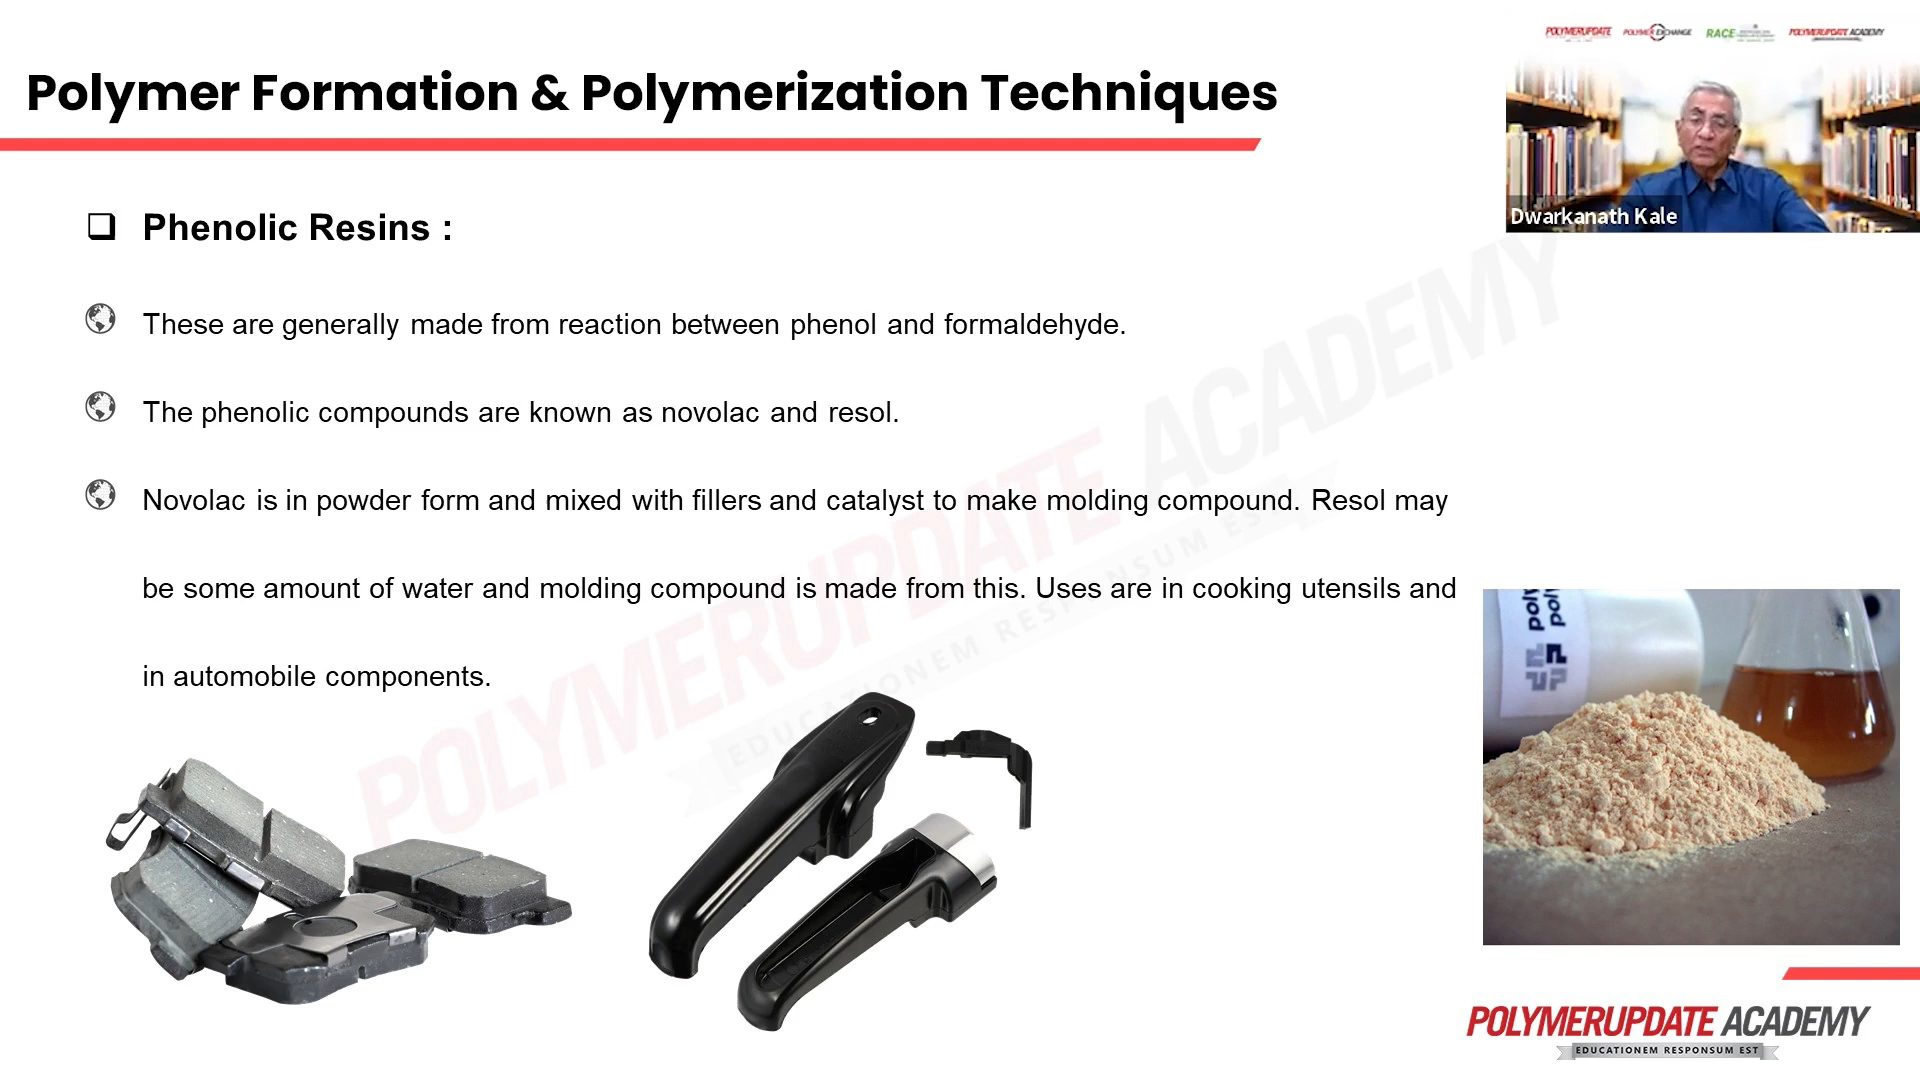 POLYMERUPDATE POLYMER EXCHANGE RACE POLYMERUPDATE ACADEMY
Polymer Formation & Polymerization Techniques
Dwarkanath Kale
❑ Phenolic Resins :
These are generally made from reaction between phenol and formaldehyde.
The phenolic compounds are known as novolac and resol.
Novolac is in powder form and mixed with fillers and catalyst to make molding compound. Resol may
be some amount of water and molding compound is made from this. Uses are in cooking utensils and
in automobile components.
POLYMERUPDATE ACADEMY
EDUCATIONEM RESPONSUM EST
poly
poly
POLYMERUPDATE ACADEMY
EDUCATIONEM RESPONSUM EST